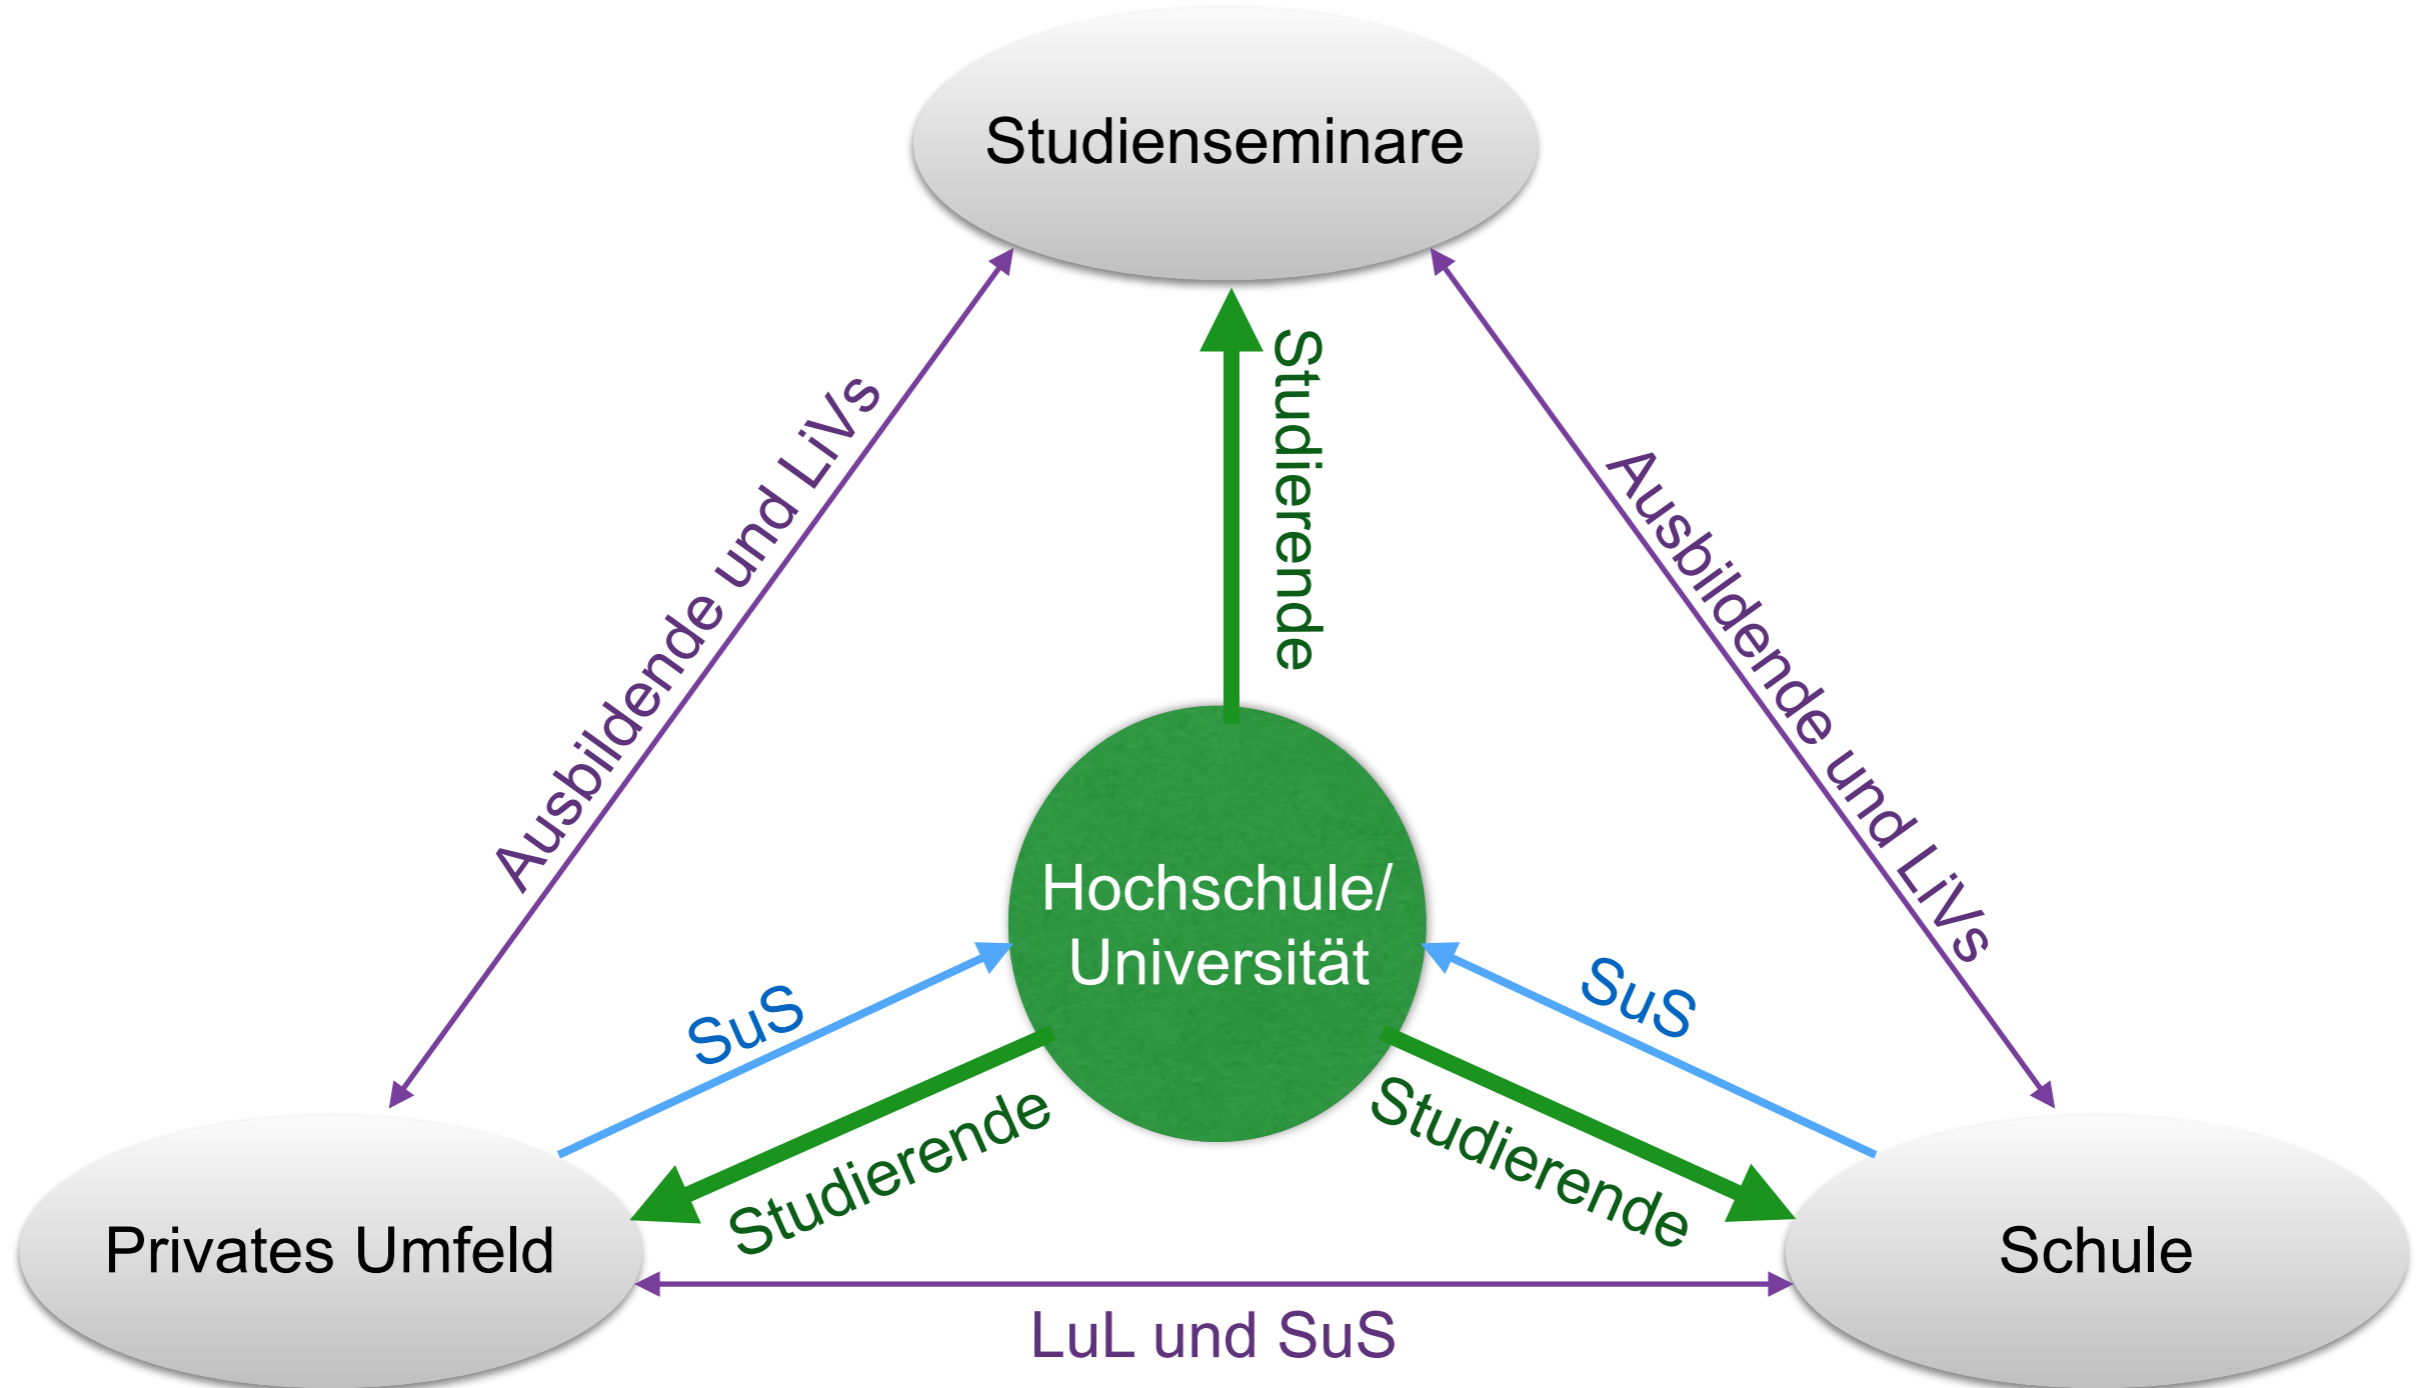 Studienseminare
Studierende
Ausbildende und LiVs
Ausbildende und LiVs
Hochschule/
Universität
SuS
SuS
Studierende
Studierende
Privates Umfeld
Schule
LuL und SuS